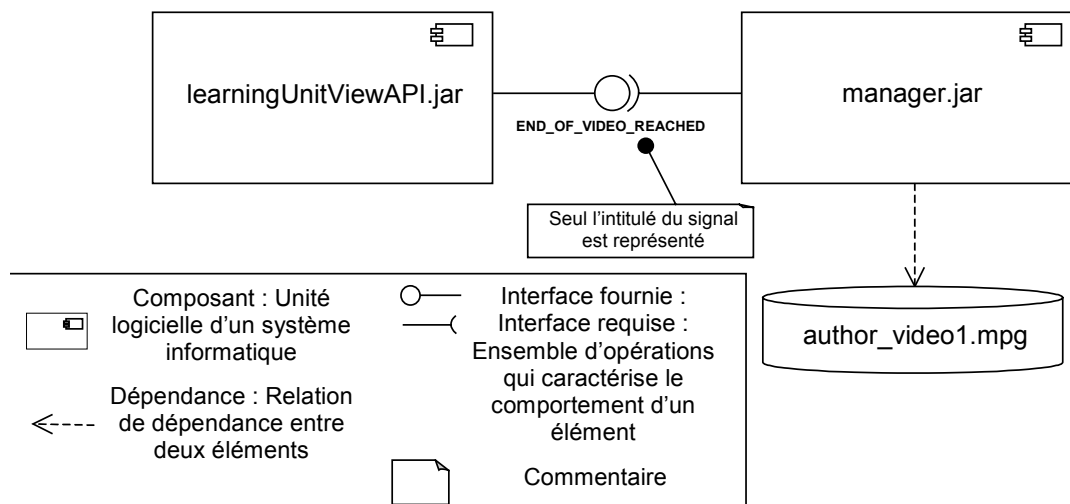 learningUnitViewAPI.jar
manager.jar
END_OF_VIDEO_REACHED
Seul l'intitulé du signal
est représenté
author_video1.mpg
Composant : Unité
logicielle d'un système
informatique
Dépendance : Relation
de dépendance entre
deux éléments
Interface fournie :
Interface requise :
Ensemble d'opérations
qui caractérise le
comportement d'un
élément
Commentaire